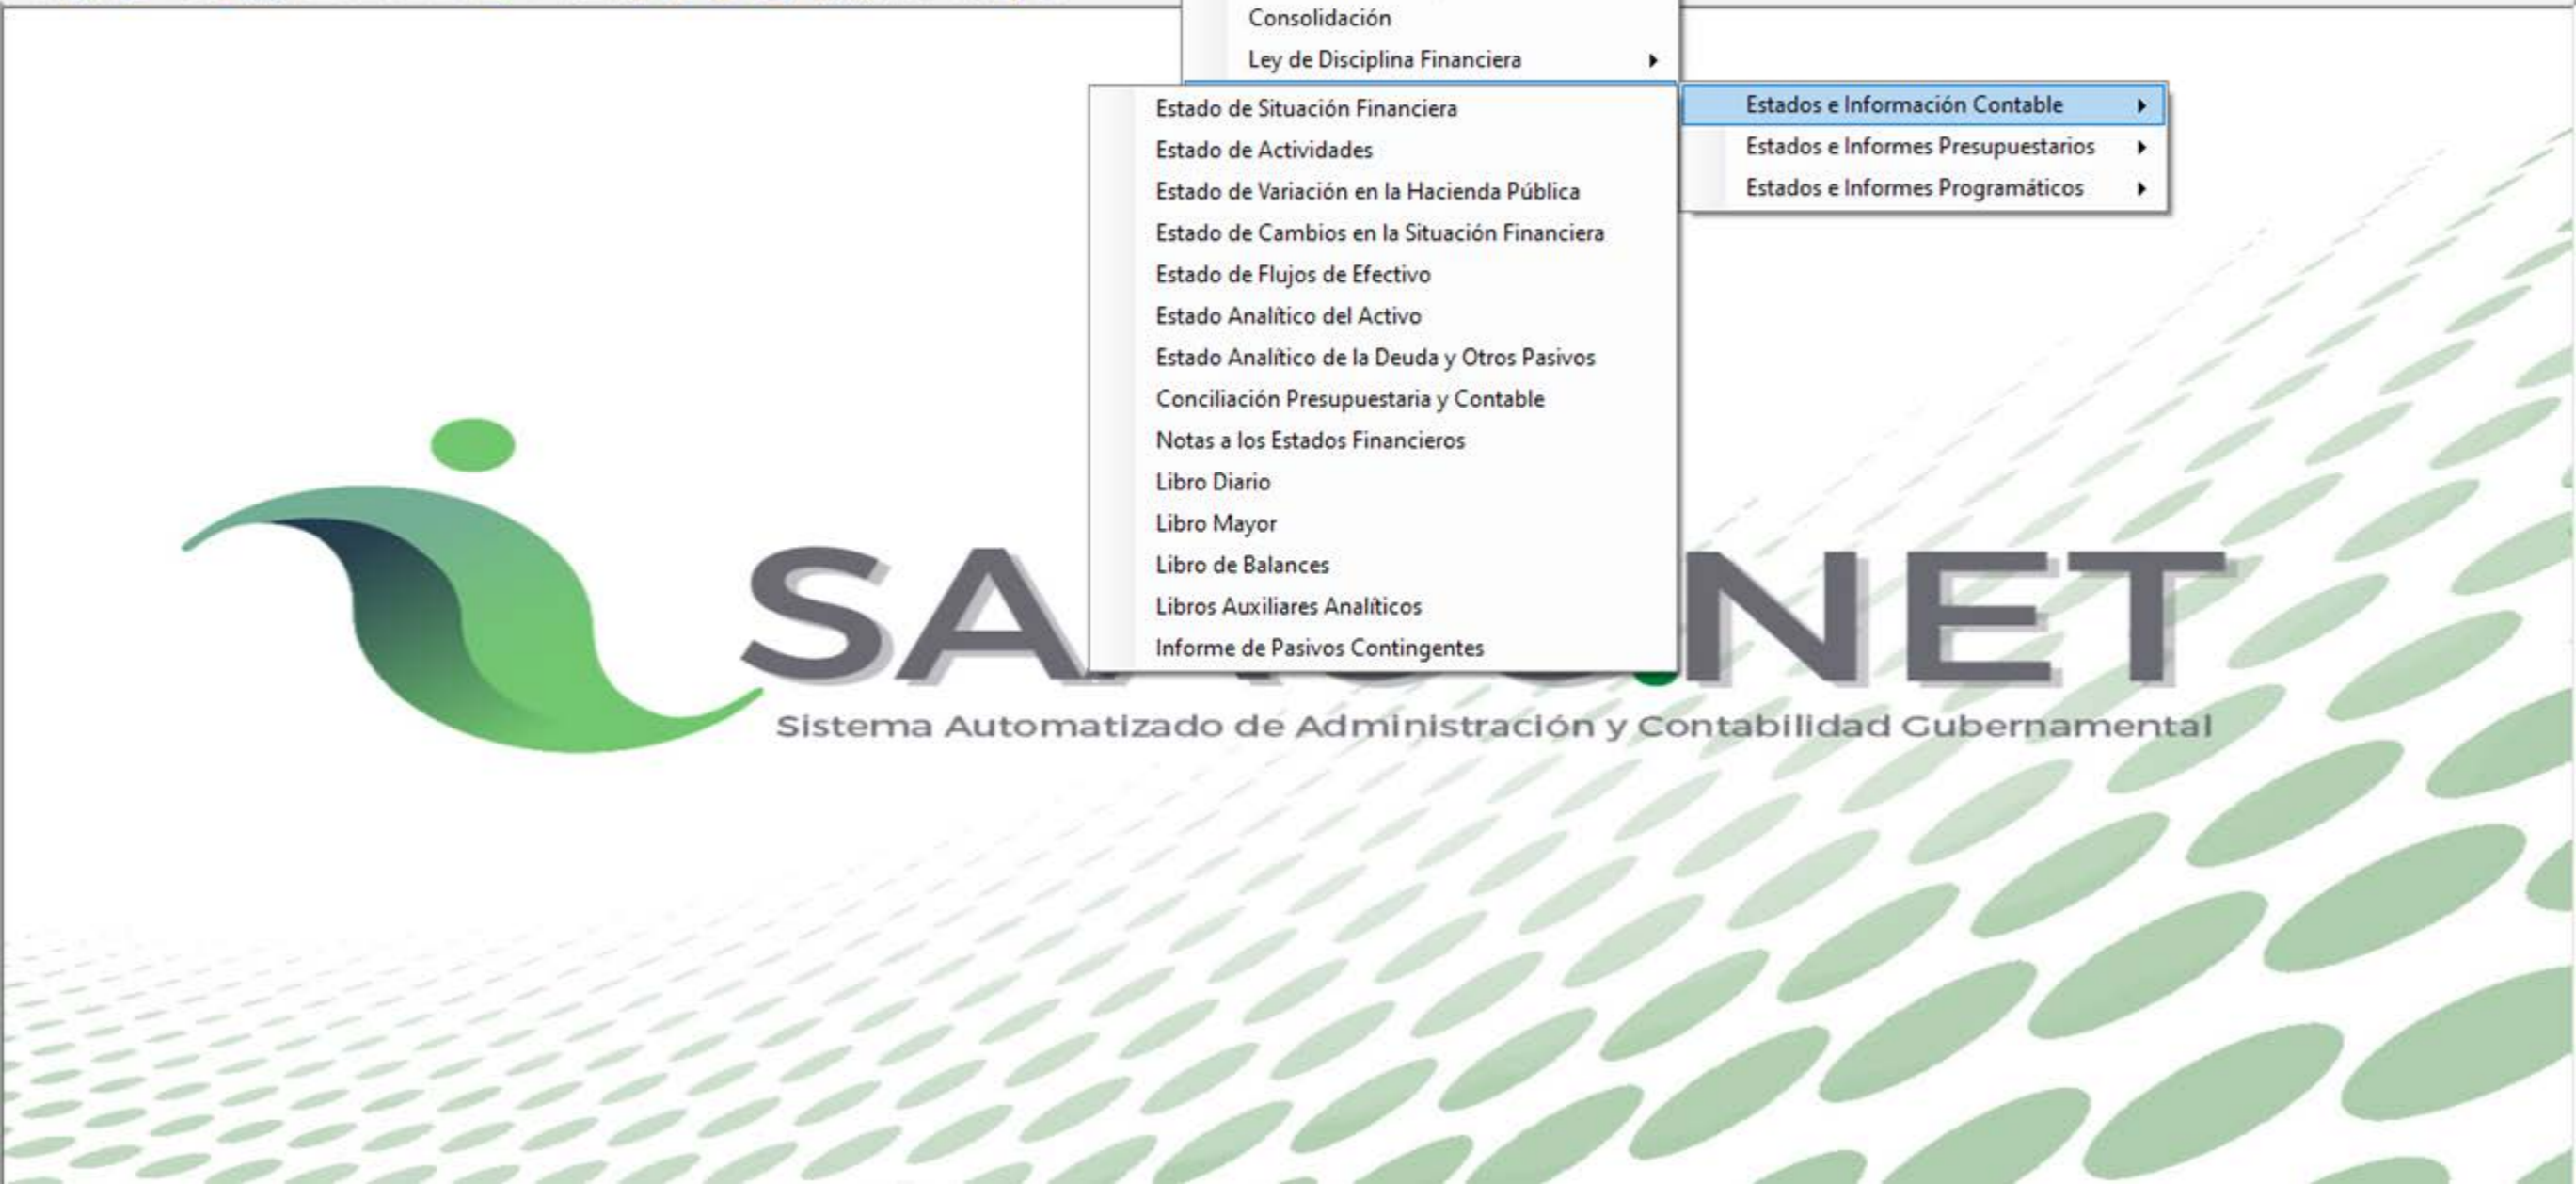 Consolidación
Ley de Disciplina Financiera
Estados e Información Contable
Estados e Informes Presupuestarios
Estados e Informes Programáticos
Estado de Situación Financiera
Estado de Actividades
Estado de Variación en la Hacienda Pública
Estado de Cambios en la Situación Financiera
Estado de Flujos de Efectivo
Estado Analítico del Activo
Estado Analítico de la Deuda y Otros Pasivos
Conciliación Presupuestaria y Contable
Notas a los Estados Financieros
Libro Diario
Libro Mayor
Libro de Balances
Libros Auxiliares Analíticos
Informe de Pasivos Contingentes
.NET
Sistema Automatizado de Administración y Contabilidad Gubernamental